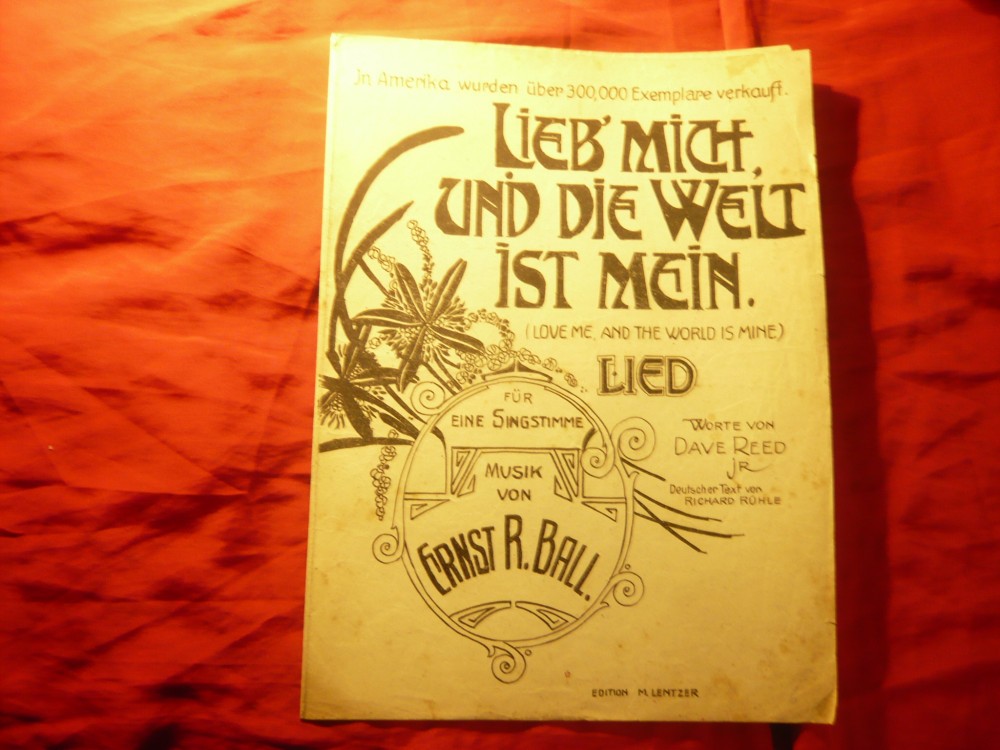 In Amerika wurden über 300,000 Exemplare verkauft.
LIEB' MICH,
UND DIE WELT
IST MEIN.
(LOVE ME, AND THE WORLD IS MINE)
LIED
FÜR
EINE SINGSTIMME
WORTE VON
DAVE REED
JR
Deutscher Text von
RICHARD RÜHLE
MUSIK
VON
ERNST R. BALL.
EDITION M. LENTZER